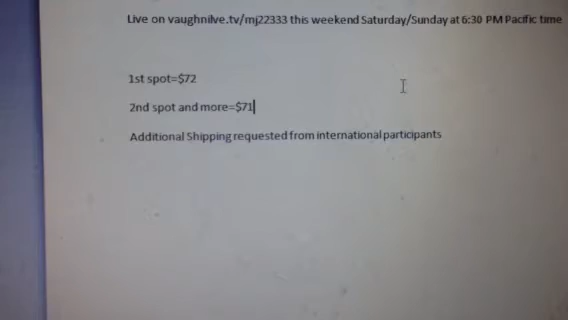 Live on vaughnilve.tv/mj22333 this weekend Saturday/Sunday at 6:30 PM Pacific time
1st spot=$72
2nd spot and more=$71
Additional Shipping requested from international participants